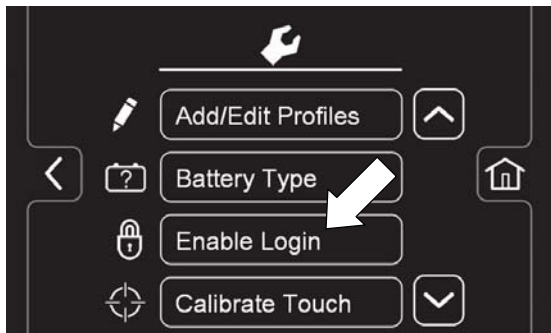 Add/Edit Profiles
Battery Type
Enable Login
Calibrate Touch